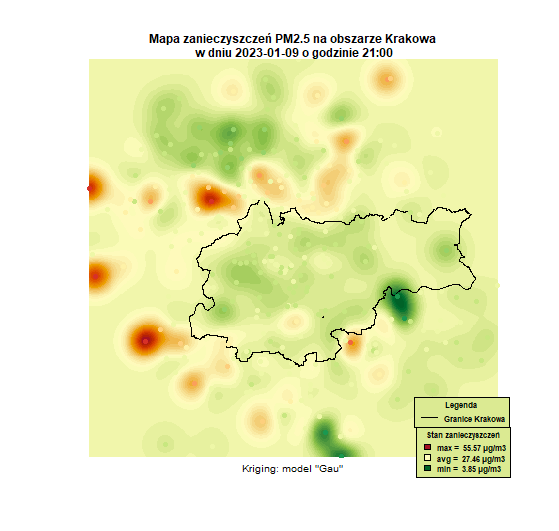 Mapa zanieczyszczeń PM2.5 na obszarze Krakowa
w dniu 2023-01-09 o godzinie 21:00
Legenda
Granice Krakowa
Stan zanieczyszczeń
max = 55.57 µg/m3
avg = 27.46 µg/m3
min = 3.85 µg/m3
Kriging: model "Gau"